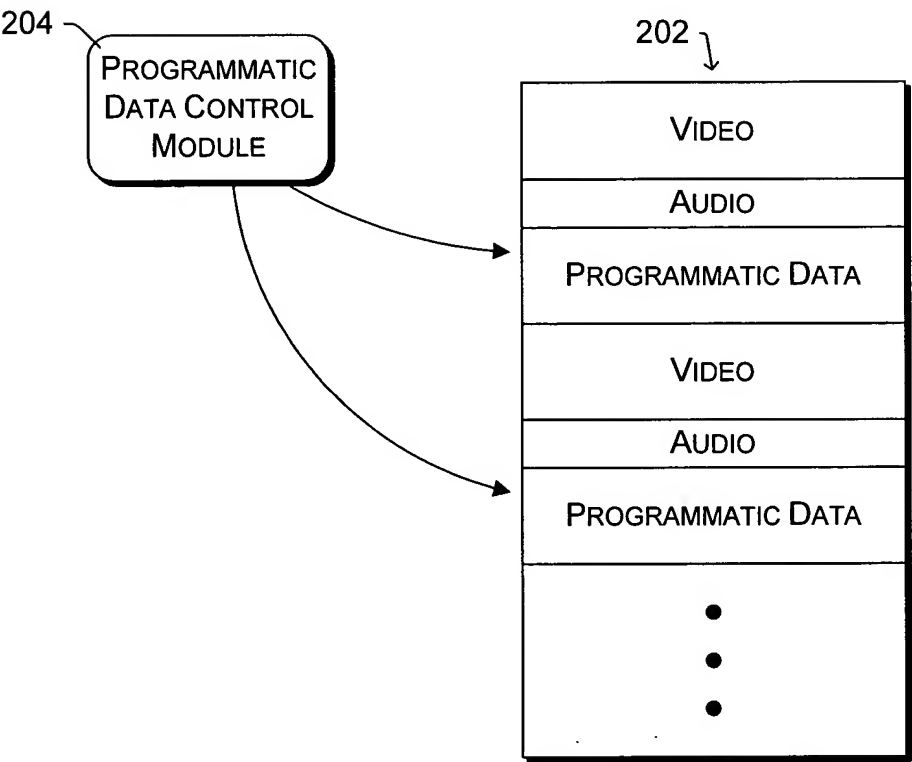 204
PROGRAMMATIC
DATA CONTROL
MODULE
202
VIDEO
AUDIO
PROGRAMMATIC DATA
VIDEO
AUDIO
PROGRAMMATIC DATA